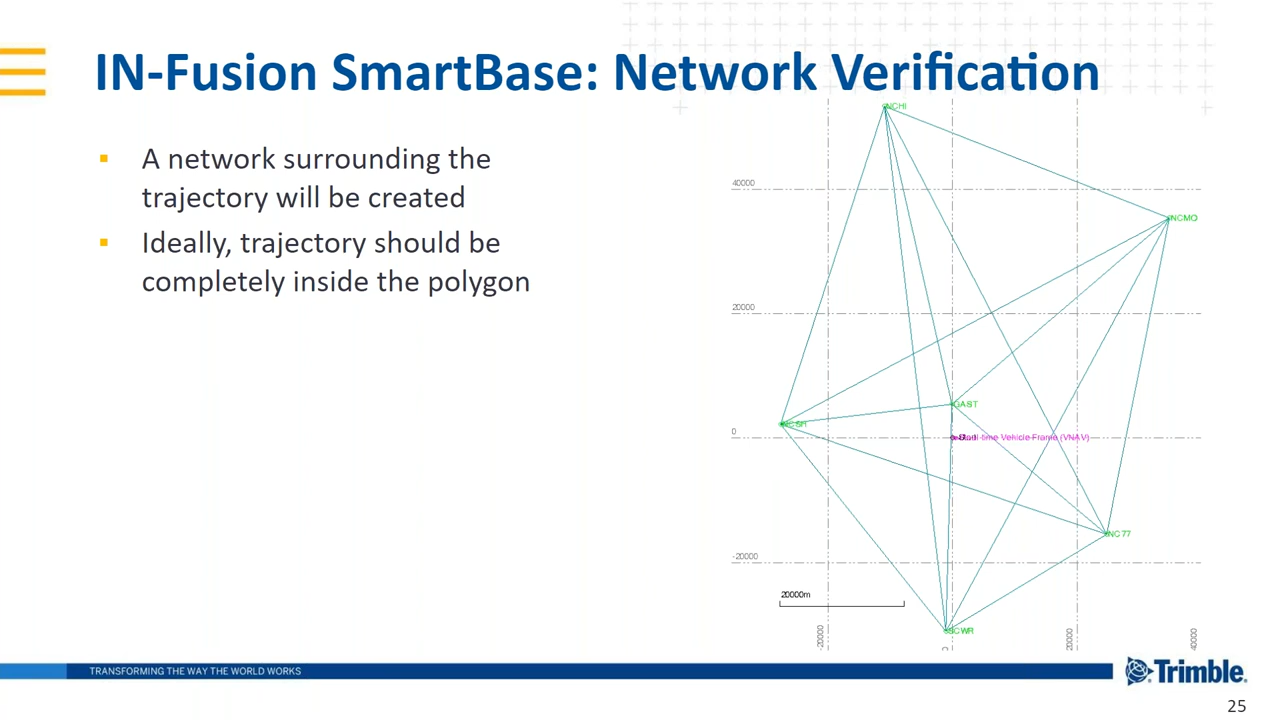 IN-Fusion SmartBase: Network Verification
▪ A network surrounding the
trajectory will be created
▪ Ideally, trajectory should be
completely inside the polygon
NCHI
40000
NCMO
20000
GAST
0
-time Vehicle Frame (VNAV)
NC77
-20000
20000m
-20000
0
20000
40000
TRANSFORMING THE WAY THE WORLD WORKS
Trimble
25